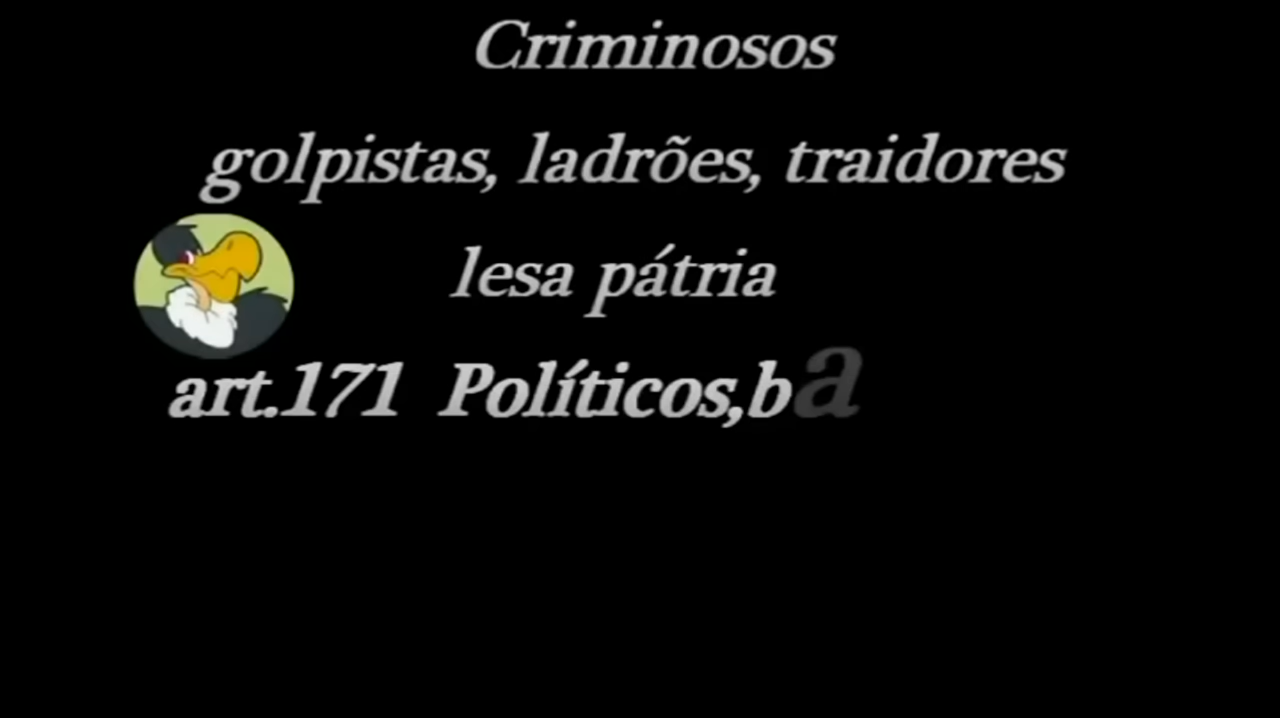 Criminosos
golpistas, ladrões, traidores
lesa pátria
art.171 Políticos,ba